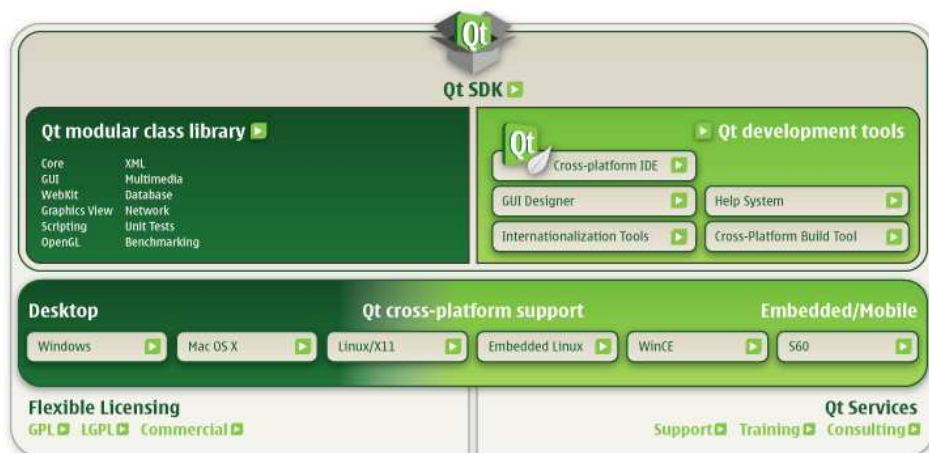 Qt
Qt SDK
Qt modular class library
Core XML
GUI Multimedia
WebKit Database
Graphics View Network
Scripting Unit Tests
OpenGL Benchmarking
Qt
Qt development tools
Cross-platform IDE
GUI Designer Help System
Internationalization Tools Cross-Platform Build Tool
Desktop Qt cross-platform support Embedded/Mobile
Windows Mac OS X Linux/X11 Embedded Linux WinCE S60
Flexible Licensing Qt Services
GPL LGPL Commercial Support Training Consulting